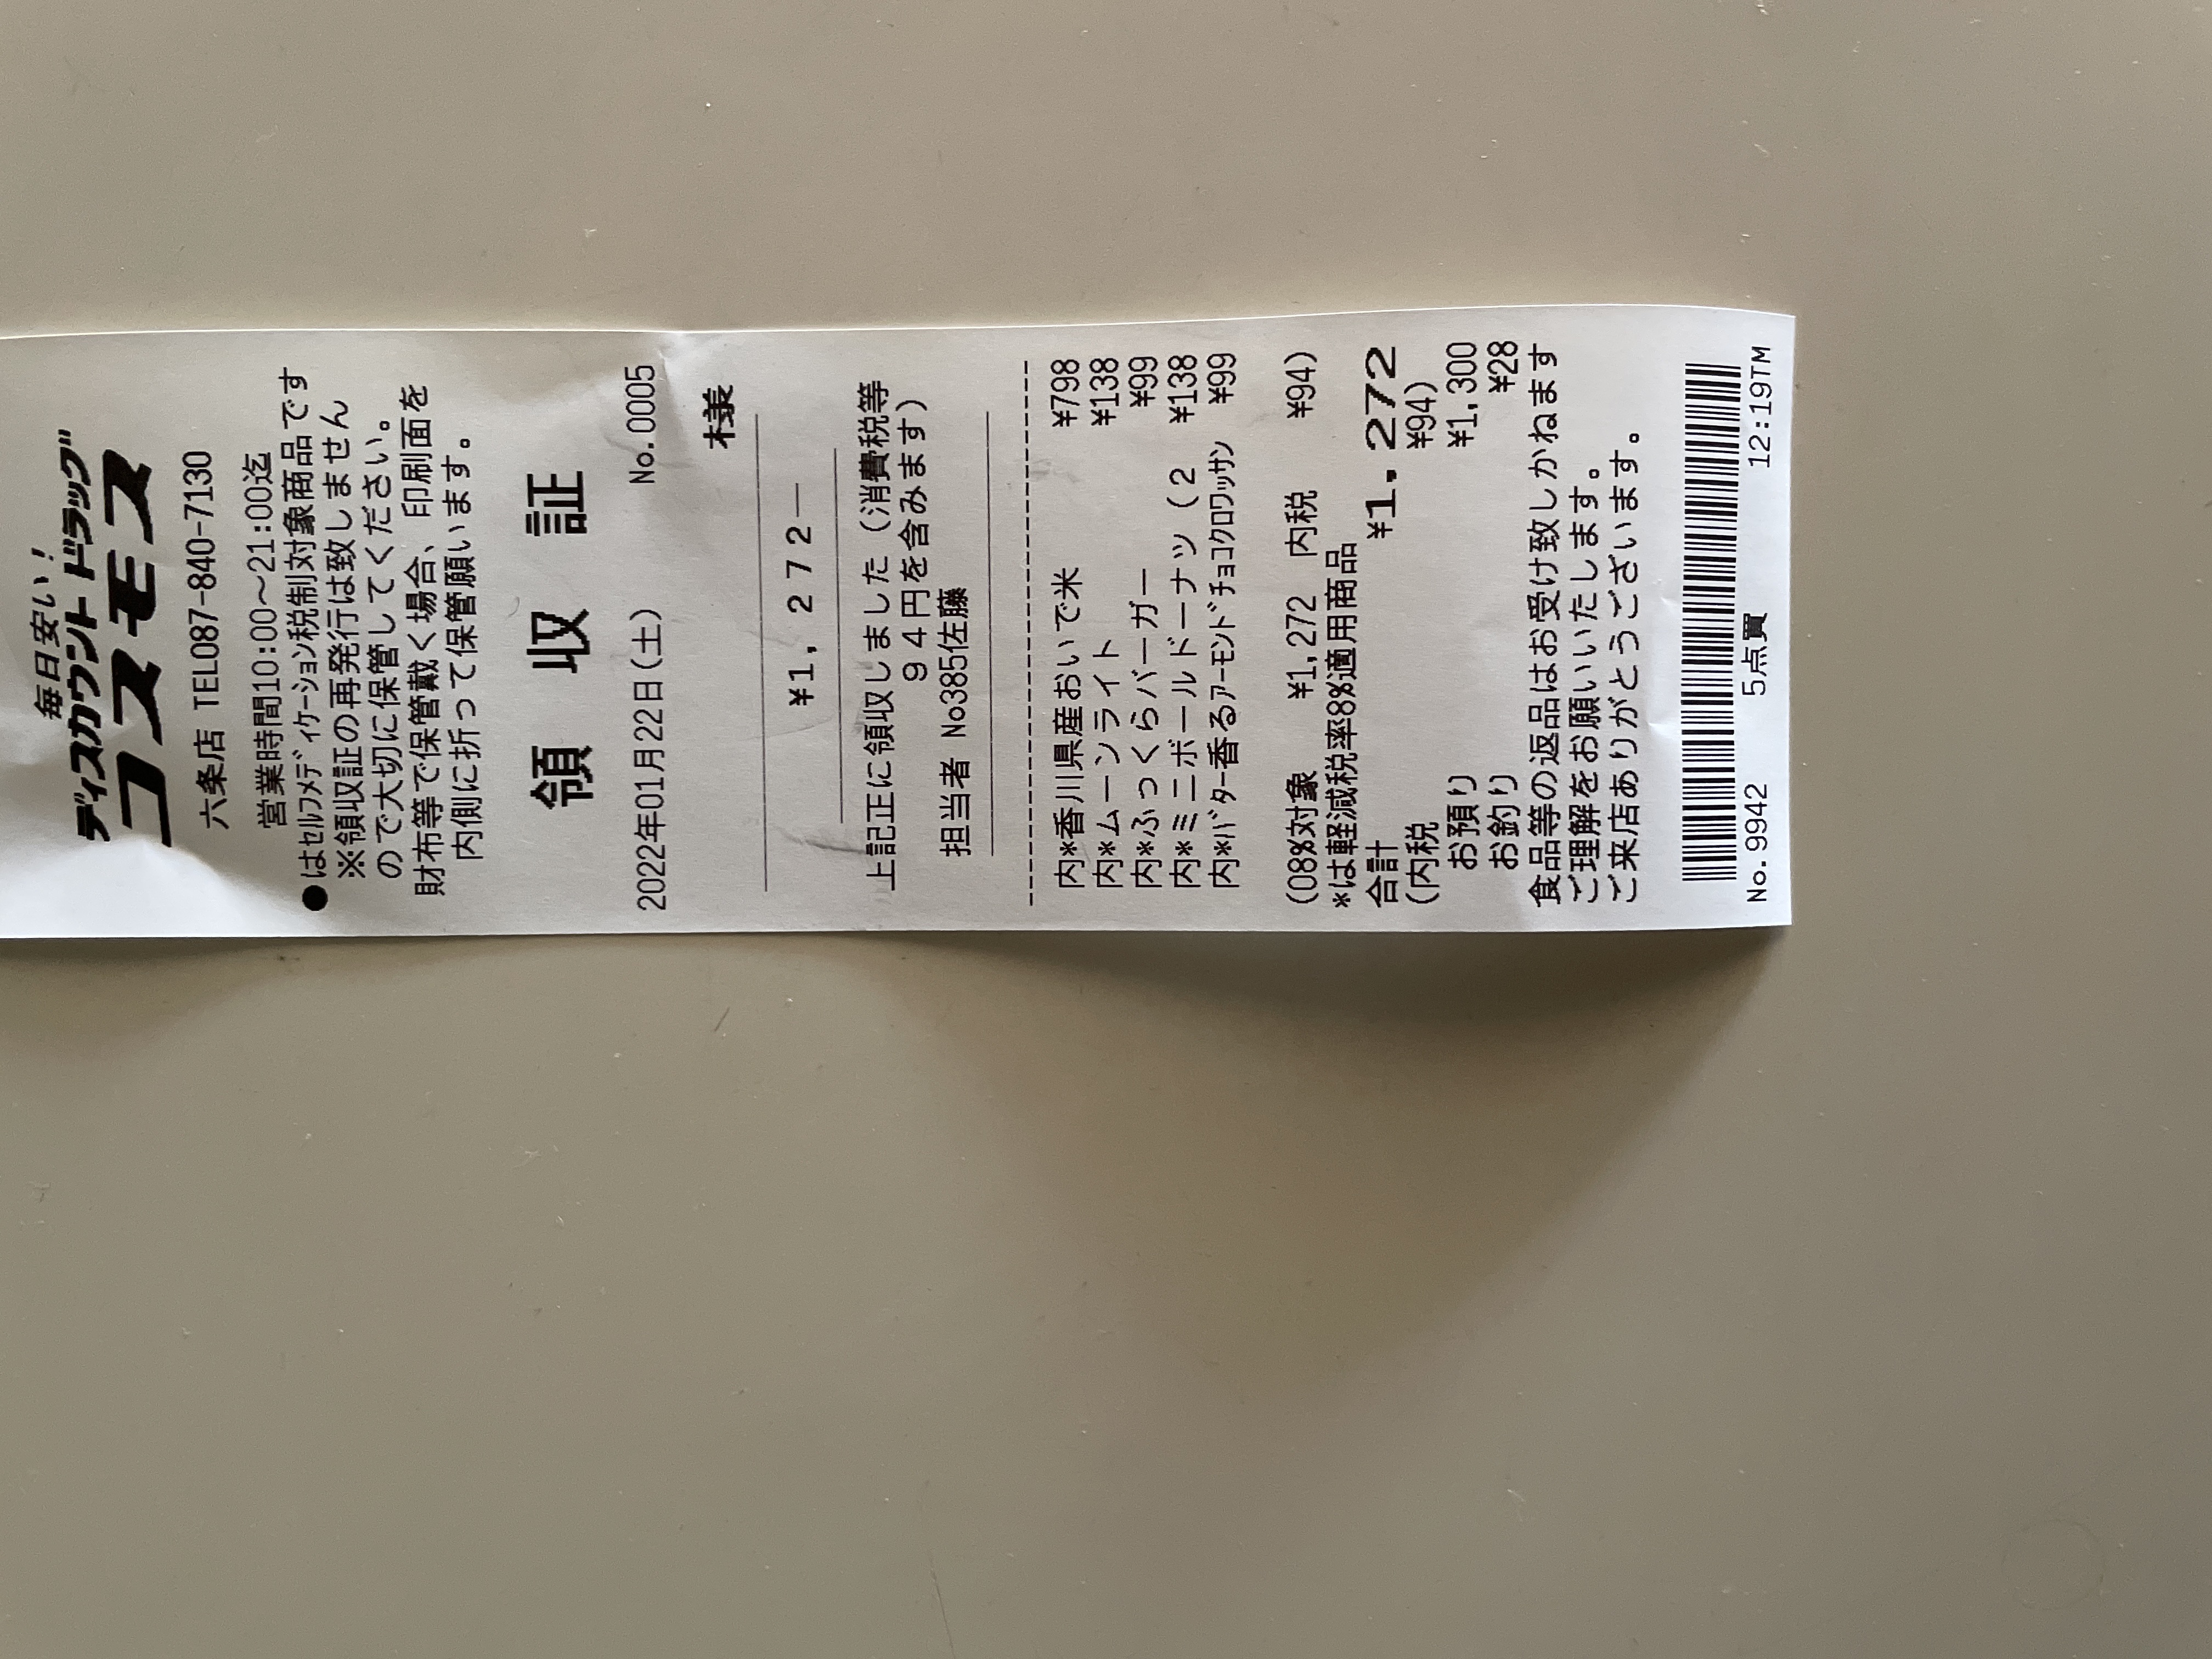 毎日安い!
ディスカウント ドラッグ
コスモス
六条店 TEL087-840-7130
営業時間10:00〜21:00迄
●はｾﾙﾌﾒﾃﾞｨｹｰｼｮﾝ税制対象商品です
※領収証の再発行は致しません
ので大切に保管してください。
財布等で保管戴く場合、印刷面を
内側に折って保管願います。
領 収 証
2022年01月22日(土) No.0005
様
¥1,272―
上記正に領収しました（消費税等
９４円を含みます）
担当者 No385佐藤
内*香川県産おいで米 ¥798
内*ムーンライト ¥138
内*ふっくらバーガー ¥99
内*ミニボールドーナツ（2 ¥138
内*ﾊﾞﾀｰ香るｱｰﾓﾝﾄﾞﾁｮｺｸﾛﾜｯｻﾝ ¥99
(08%対象 ¥1,272 内税 ¥94)
*は軽減税率8%適用商品
合計 ¥1,272
(内税 ¥94)
お預り ¥1,300
お釣り ¥28
食品等の返品はお受け致しかねます
ご理解をお願いいたします。
ご来店ありがとうございます。
No.9942 5点買 12:19TM